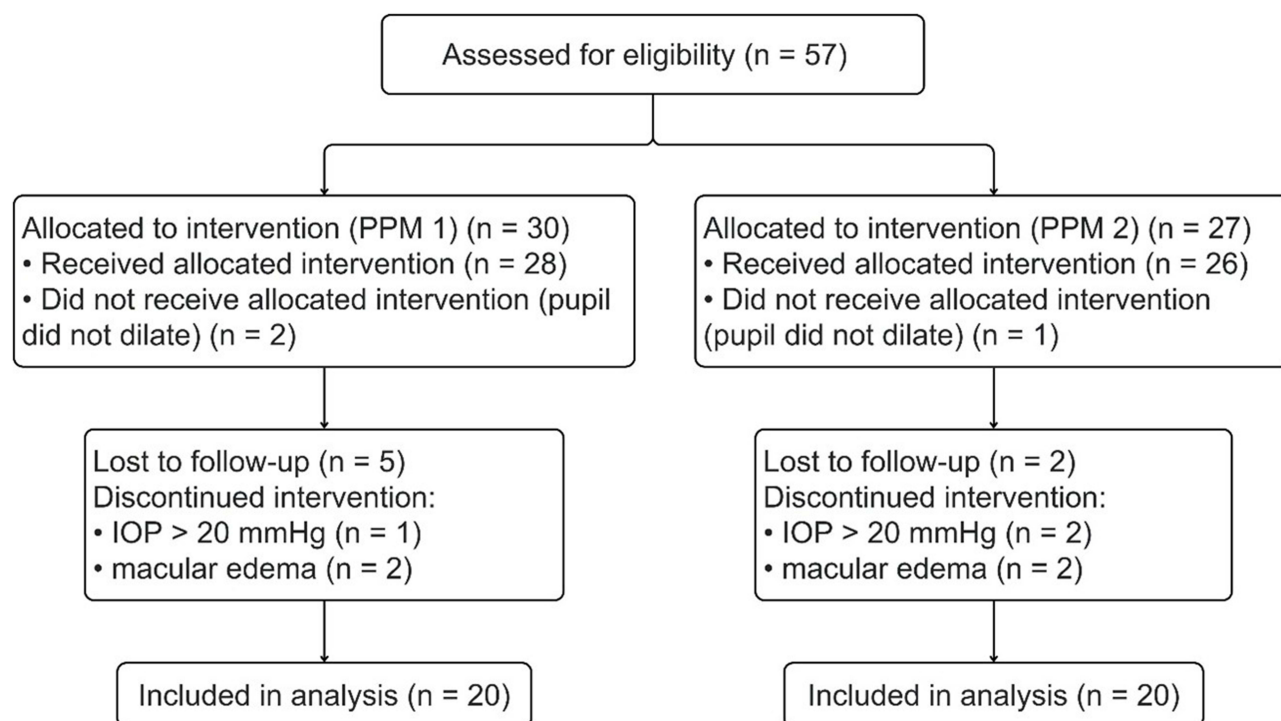 Assessed for eligibility (n = 57)
Allocated to intervention (PPM 1) (n = 30)
• Received allocated intervention (n = 28)
• Did not receive allocated intervention (pupil
did not dilate) (n = 2)
Allocated to intervention (PPM 2) (n = 27)
• Received allocated intervention (n = 26)
• Did not receive allocated intervention
(pupil did not dilate) (n = 1)
Lost to follow-up (n = 5)
Discontinued intervention:
• IOP > 20 mmHg (n = 1)
• macular edema (n = 2)
Lost to follow-up (n = 2)
Discontinued intervention:
• IOP > 20 mmHg (n = 2)
• macular edema (n = 2)
Included in analysis (n = 20)
Included in analysis (n = 20)